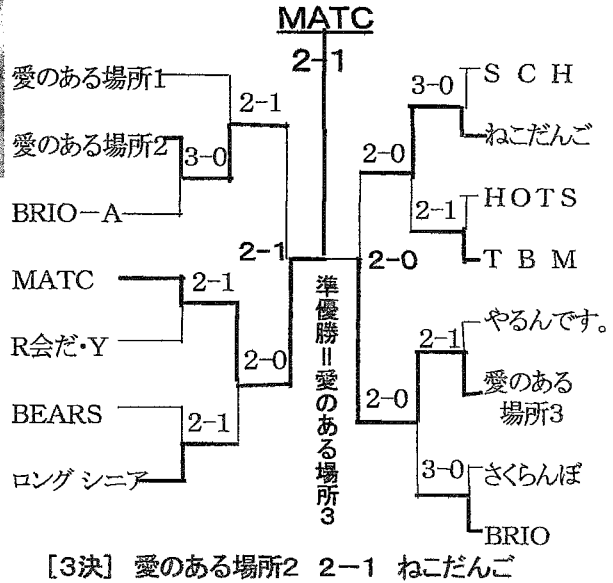 MATC
2-1
愛のある場所1
2-1
愛のある場所2
3-0
BRIO-A
2-1
MATC
2-1
R会だ・Y
2-0
BEARS
2-1
ロング シニア
3-0
S C H
ねこだんご
2-0
HOTS
2-1
T B M
2-0
やるんです。
2-1
愛のある
場所3
2-0
3-0
さくらんぼ
BRIO
準優勝=愛のある場所3
[3決] 愛のある場所2 2-1 ねこだんご